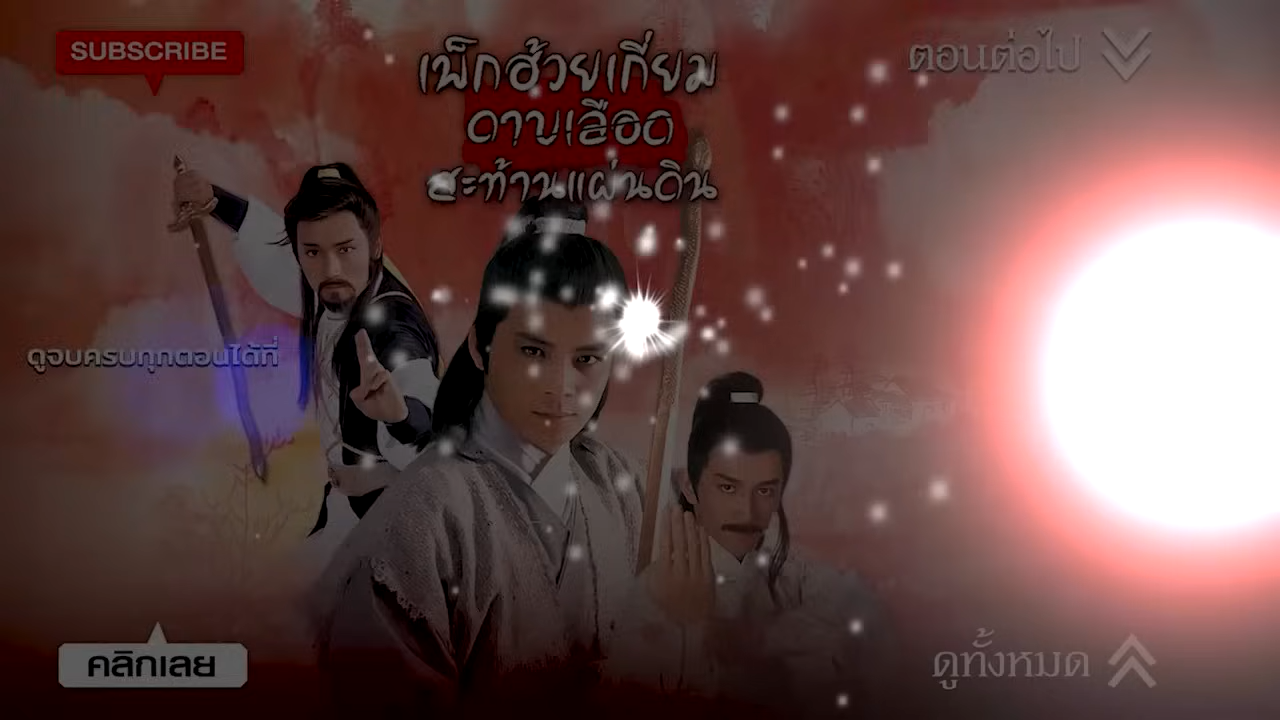 SUBSCRIBE
เพ็กฮ้วยเกี่ยม
ดาบเลือด
สะท้านแผ่นดิน
ตอนต่อไป
ดูจบครบทุกตอนได้ที่
คลิกเลย
ดูทั้งหมด